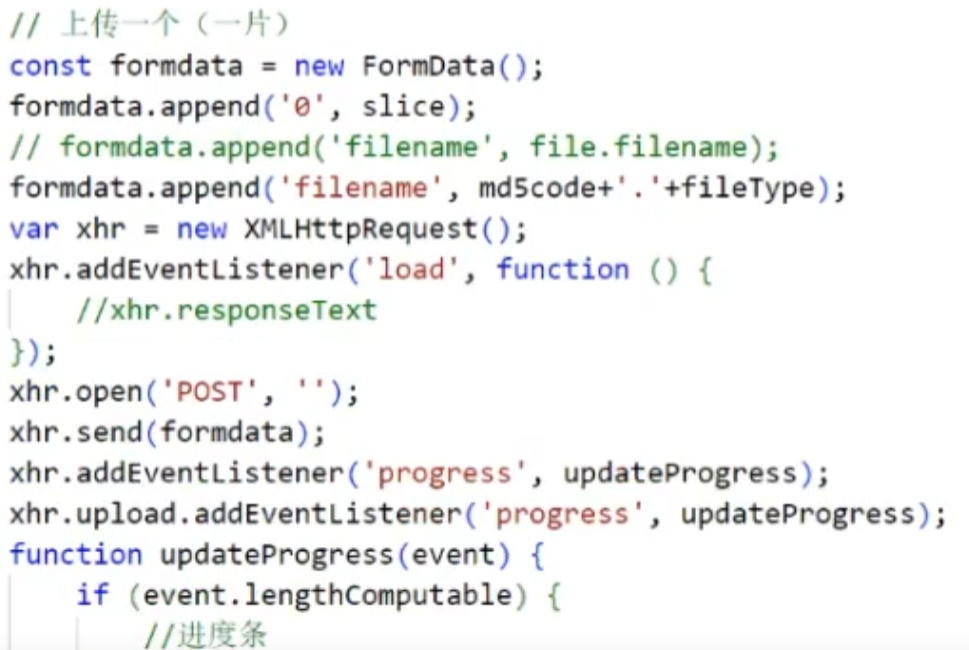 // 上传一个（一片）
const formdata = new FormData();
formdata.append('0', slice);
// formdata.append('filename', file.filename);
formdata.append('filename', md5code+'.'+fileType);
var xhr = new XMLHttpRequest();
xhr.addEventListener('load', function () {
    //xhr.responseText
});
xhr.open('POST', '');
xhr.send(formdata);
xhr.addEventListener('progress', updateProgress);
xhr.upload.addEventListener('progress', updateProgress);
function updateProgress(event) {
    if (event.lengthComputable) {
        //进度条